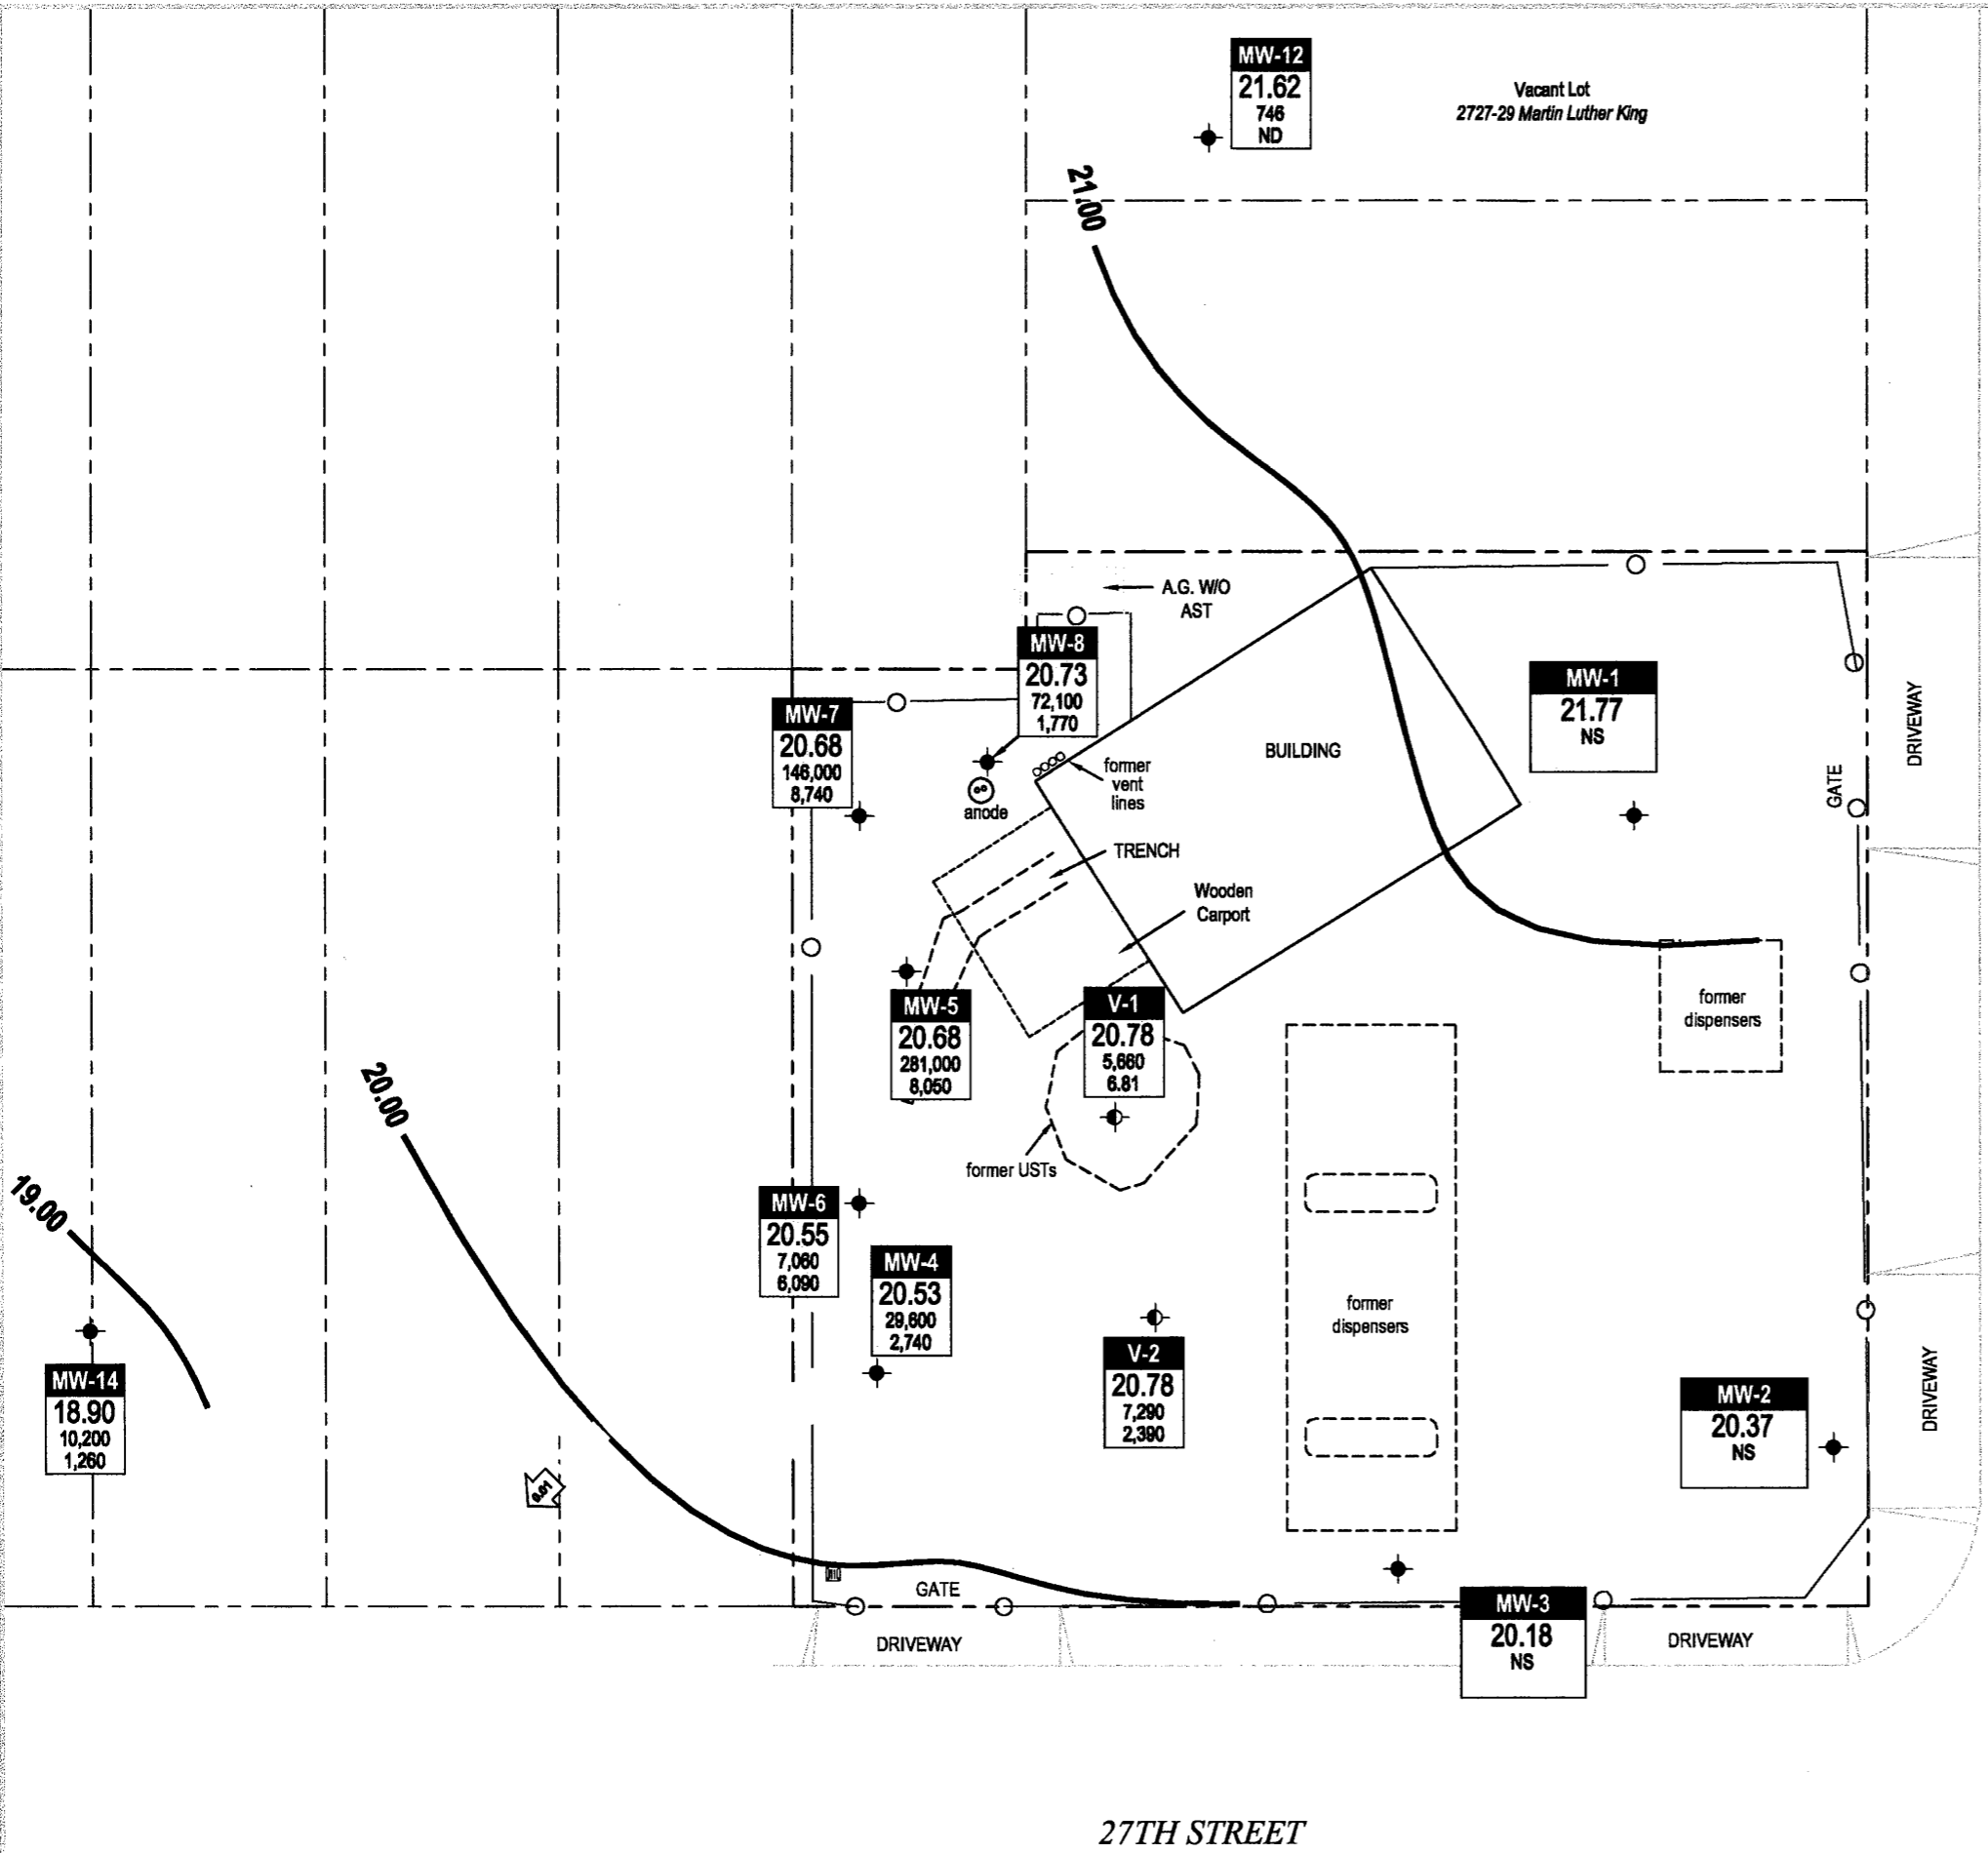 MW-12
21.62
746
ND
Vacant Lot
2727-29 Martin Luther King
21.00
A.G. W/O
AST
MW-8
20.73
72,100
1,770
MW-7
20.68
146,000
8,740
MW-1
21.77
NS
BUILDING
former
vent
lines
anode
DRIVEWAY
GATE
TRENCH
Wooden
Carport
MW-5
20.68
281,000
8,050
V-1
20.78
5,660
6.81
former
dispensers
20.00
former USTs
19.00
MW-6
20.55
7,060
6,090
MW-4
20.53
29,600
2,740
former
dispensers
V-2
20.78
7,290
2,390
MW-14
18.90
10,200
1,260
MW-2
20.37
NS
DRIVEWAY
0.01
GATE
MW-3
20.18
NS
DRIVEWAY
DRIVEWAY
27TH STREET